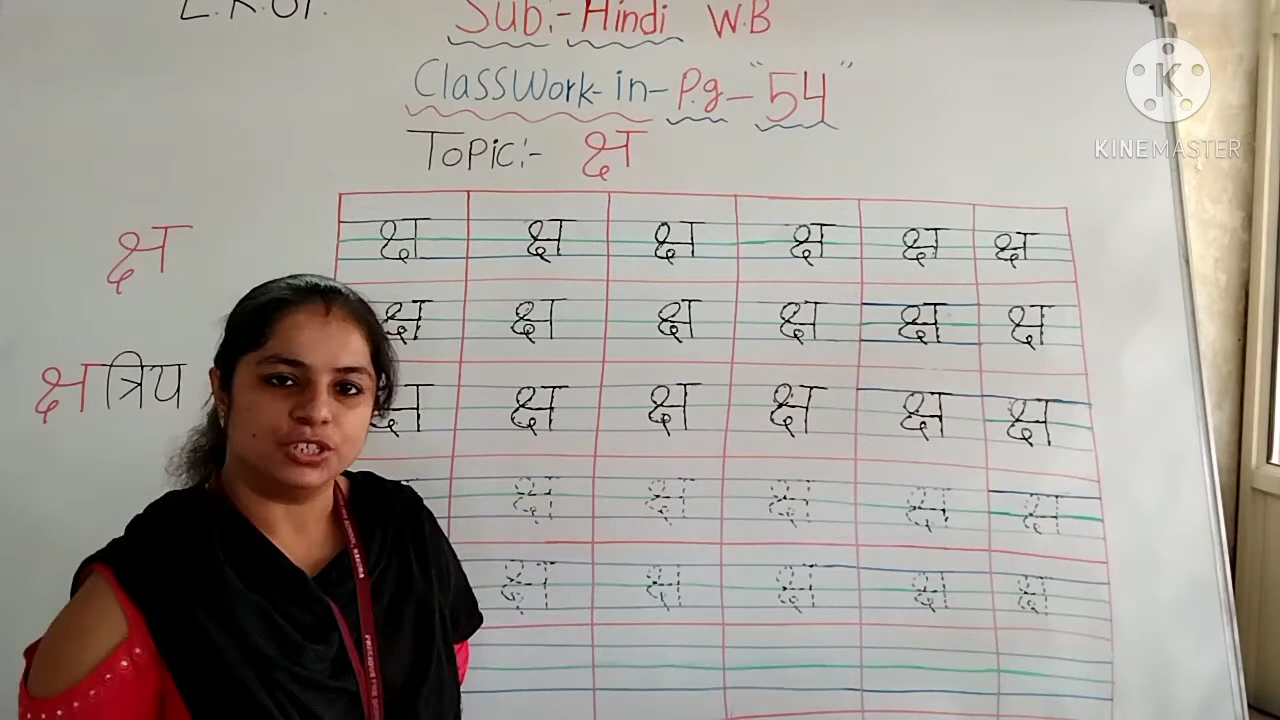 L.K.G.
Sub:- Hindi W.B
ClassWork-in- P.g - "54"
Topic:- क्ष
क्ष
क्षत्रिय
क्ष क्ष क्ष क्ष क्ष क्ष
क्ष क्ष क्ष क्ष क्ष क्ष
क्ष क्ष क्ष क्ष क्ष क्ष
क्ष क्ष क्ष क्ष क्ष
क्ष क्ष क्ष क्ष क्ष
K
KINEMASTER